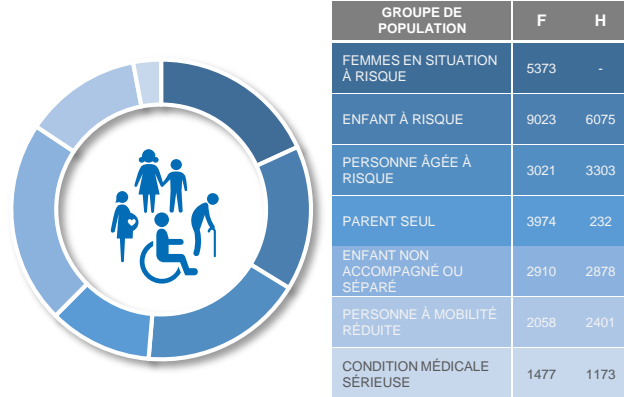 GROUPE DE
POPULATION F H
FEMMES EN SITUATION
À RISQUE 5373 -
ENFANT À RISQUE 9023 6075
PERSONNE ÂGÉE À
RISQUE 3021 3303
PARENT SEUL 3974 232
ENFANT NON
ACCOMPAGNÉ OU
SÉPARÉ 2910 2878
PERSONNE À MOBILITÉ
RÉDUITE 2058 2401
CONDITION MÉDICALE
SÉRIEUSE 1477 1173